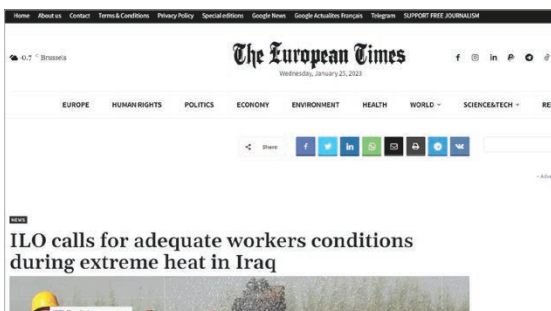 Home About us Contact Terms & Conditions Privacy Policy Special editions Google News Google Actualites Français Telegram SUPPORT FREE JOURNALISM
-0.7 ° Brussels
The European Times
Wednesday, January 25, 2023
EUROPE HUMAN RIGHTS POLITICS ECONOMY ENVIRONMENT HEALTH WORLD SCIENCE&TECH RE
Share
NEWS
ILO calls for adequate workers conditions
during extreme heat in Iraq